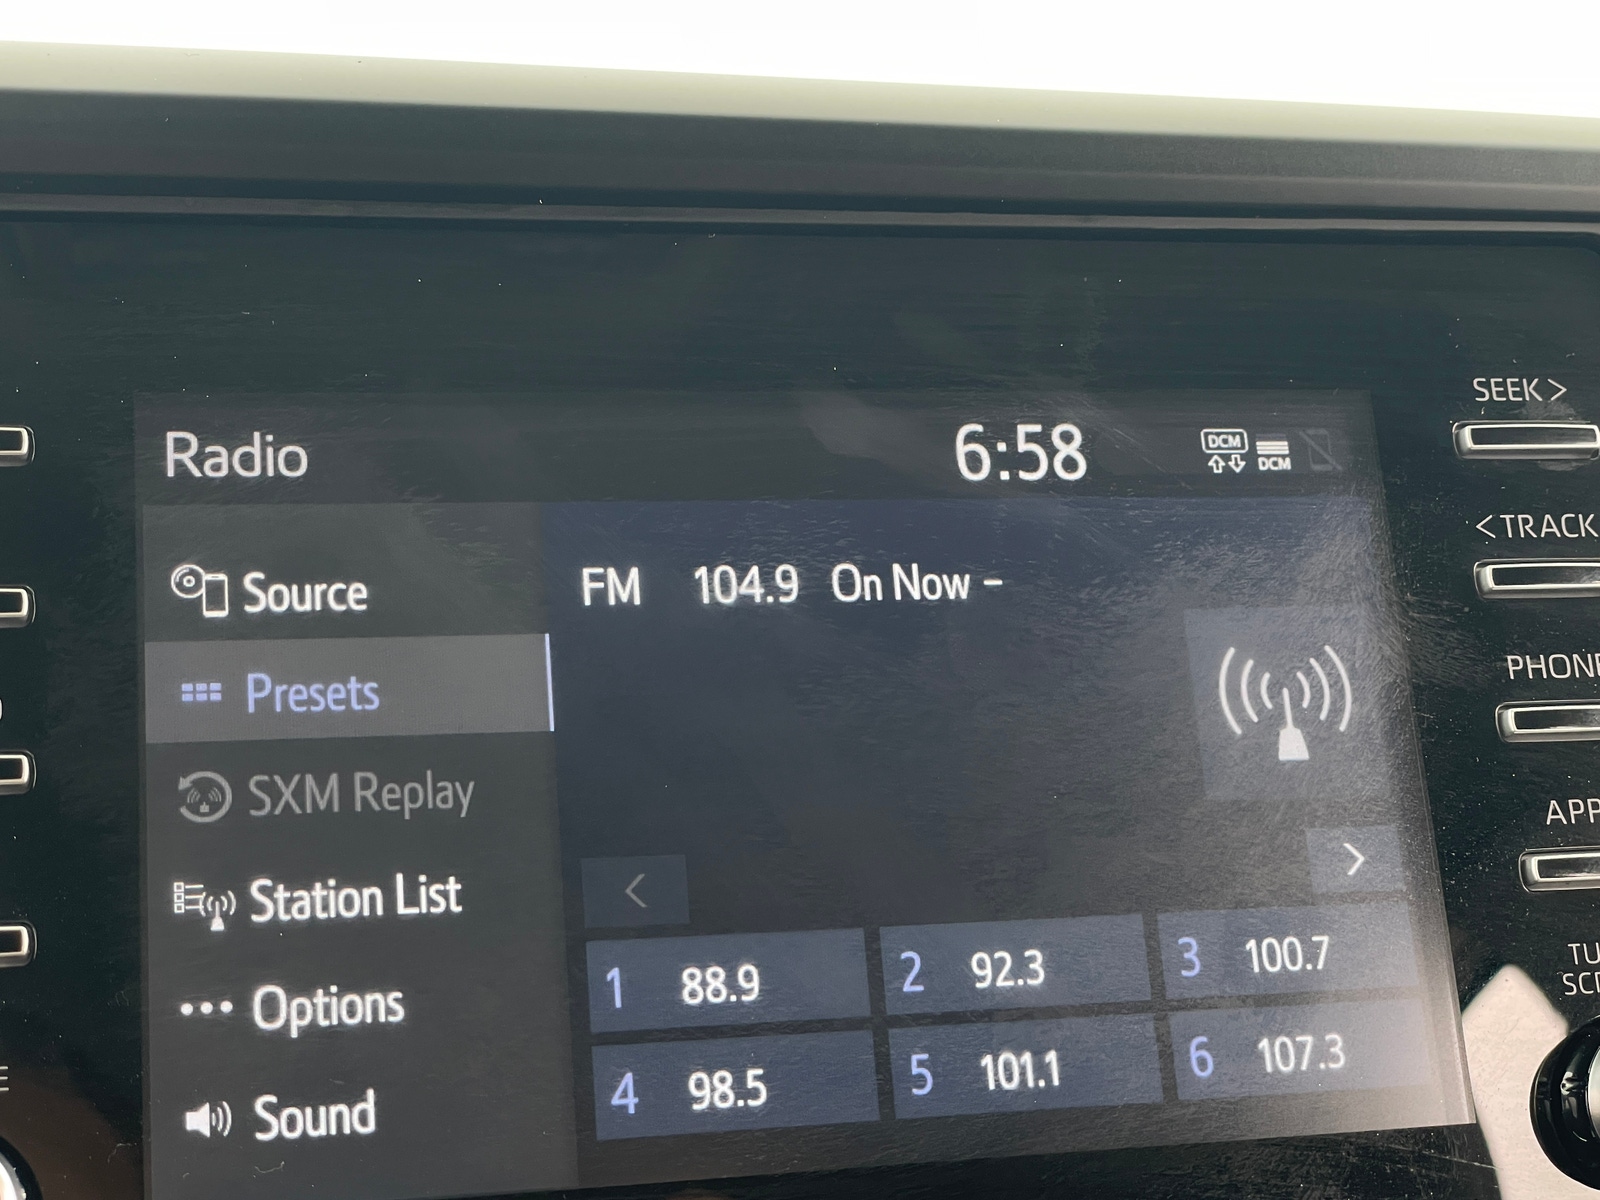 SEEK >
Radio 6:58 DCM DCM
< TRACK
Source
FM 104.9 On Now -
Presets
SXM Replay
Station List
Options
Sound
1 88.9 2 92.3 3 100.7
4 98.5 5 101.1 6 107.3